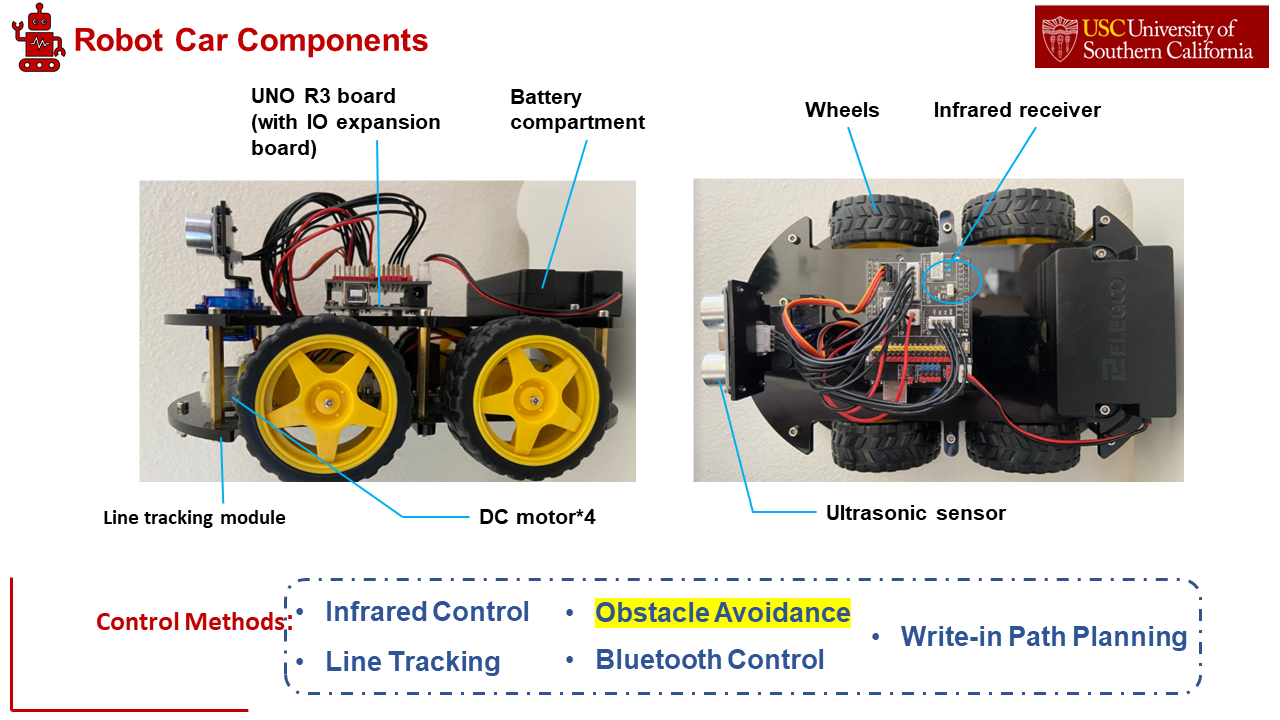 Robot Car Components
USC University of
Southern California
UNO R3 board
(with IO expansion
board)
Battery
compartment
Wheels
Infrared receiver
ELEGOO
Line tracking module
DC motor*4
Ultrasonic sensor
Control Methods:
• Infrared Control
• Line Tracking
• Obstacle Avoidance
• Bluetooth Control
• Write-in Path Planning